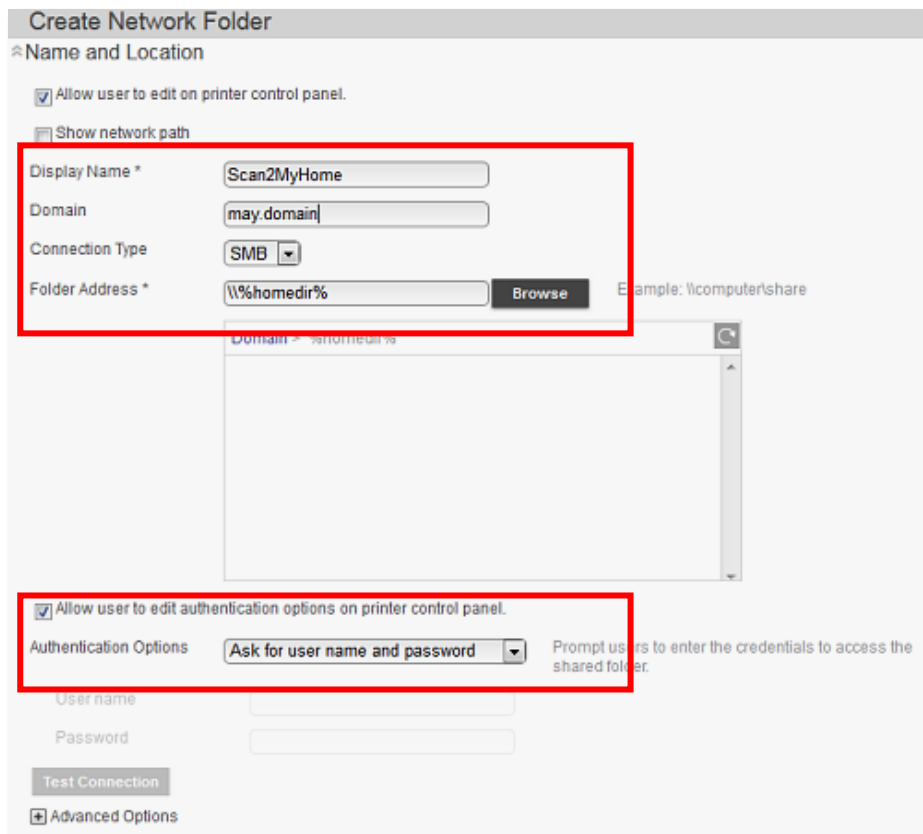 Create Network Folder
Name and Location
Allow user to edit on printer control panel.
Show network path
Display Name * Scan2MyHome
Domain may.domain
Connection Type SMB
Folder Address * \\%homedir% Browse Example: \\computer\share
Domain > %homedir%
Allow user to edit authentication options on printer control panel.
Authentication Options Ask for user name and password Prompt users to enter the credentials to access the
shared folder.
User name
Password
Test Connection
Advanced Options